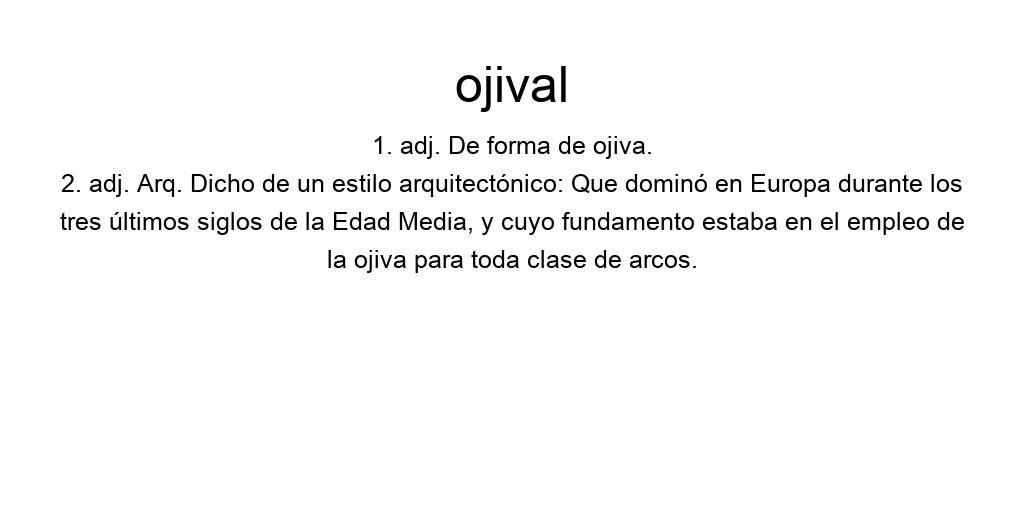 ojival
1. adj. De forma de ojiva.
2. adj. Arq. Dicho de un estilo arquitectónico: Que dominó en Europa durante los
tres últimos siglos de la Edad Media, y cuyo fundamento estaba en el empleo de
la ojiva para toda clase de arcos.